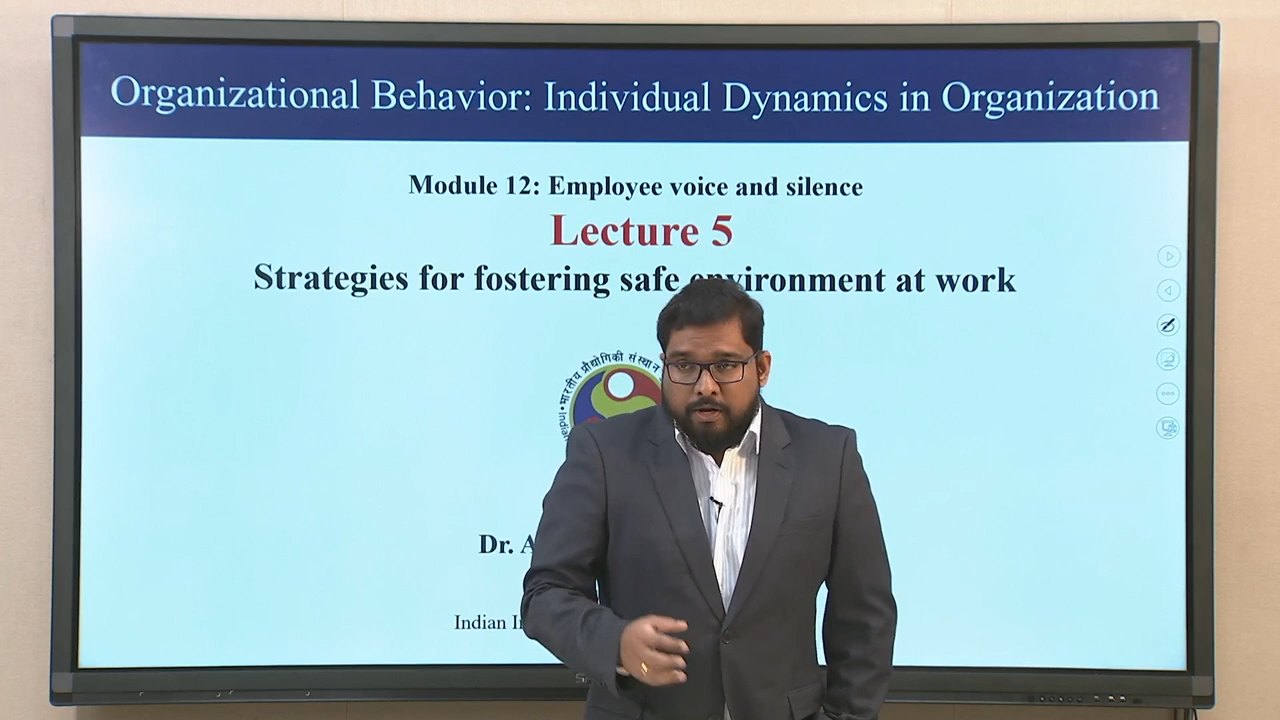 Organizational Behavior: Individual Dynamics in Organization
Module 12: Employee voice and silence
Lecture 5
Strategies for fostering safe environment at work
भारतीय प्रौद्योगिकी संस्थान
Dr.
Indian